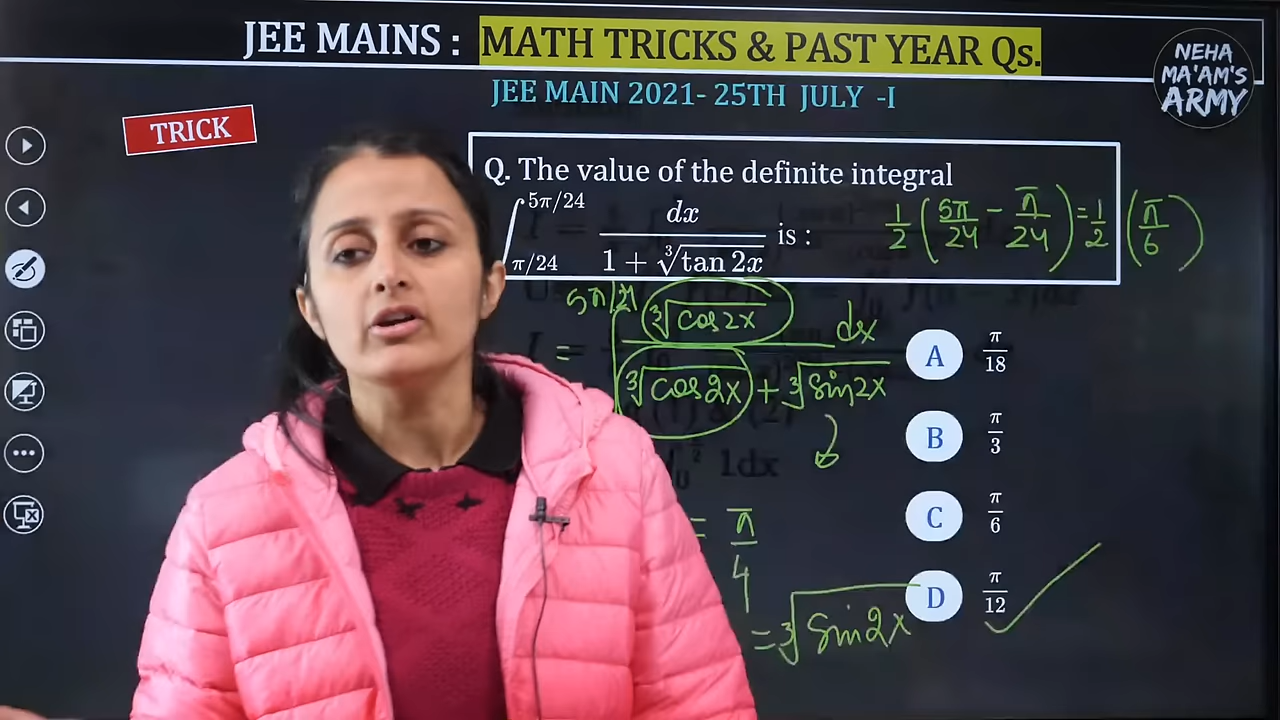 JEE MAINS : MATH TRICKS & PAST YEAR Qs.
NEHA
MA'AM'S
ARMY
JEE MAIN 2021- 25TH JULY -I
TRICK
Q. The value of the definite integral
∫_{π/24}^{5π/24} dx / (1 + ∛tan 2x) is :
1/2 (5π/24 - π/24) = 1/2 (π/6)
= ∛cos2x / (∛cos2x + ∛sin2x) dx
A π/18
B π/3
1dx
C π/6
= π/4
D π/12
= ∛sin2x